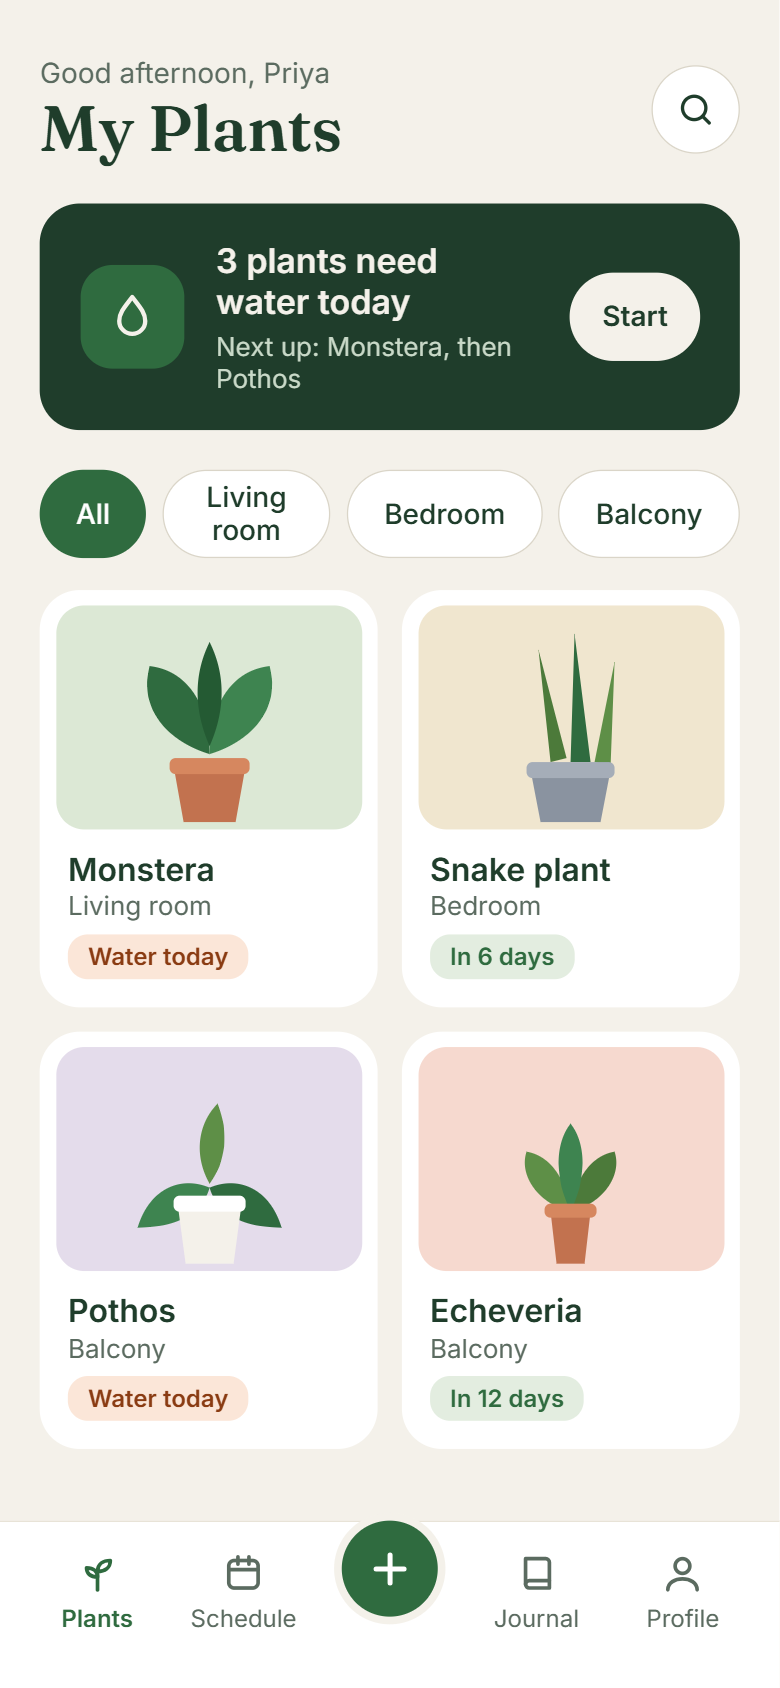 Good afternoon, Priya
My Plants
3 plants need
water today
Next up: Monstera, then
Pothos
Start
All
Living
room
Bedroom
Balcony
Monstera
Living room
Water today
Snake plant
Bedroom
In 6 days
Pothos
Balcony
Water today
Echeveria
Balcony
In 12 days
Plants
Schedule
Journal
Profile